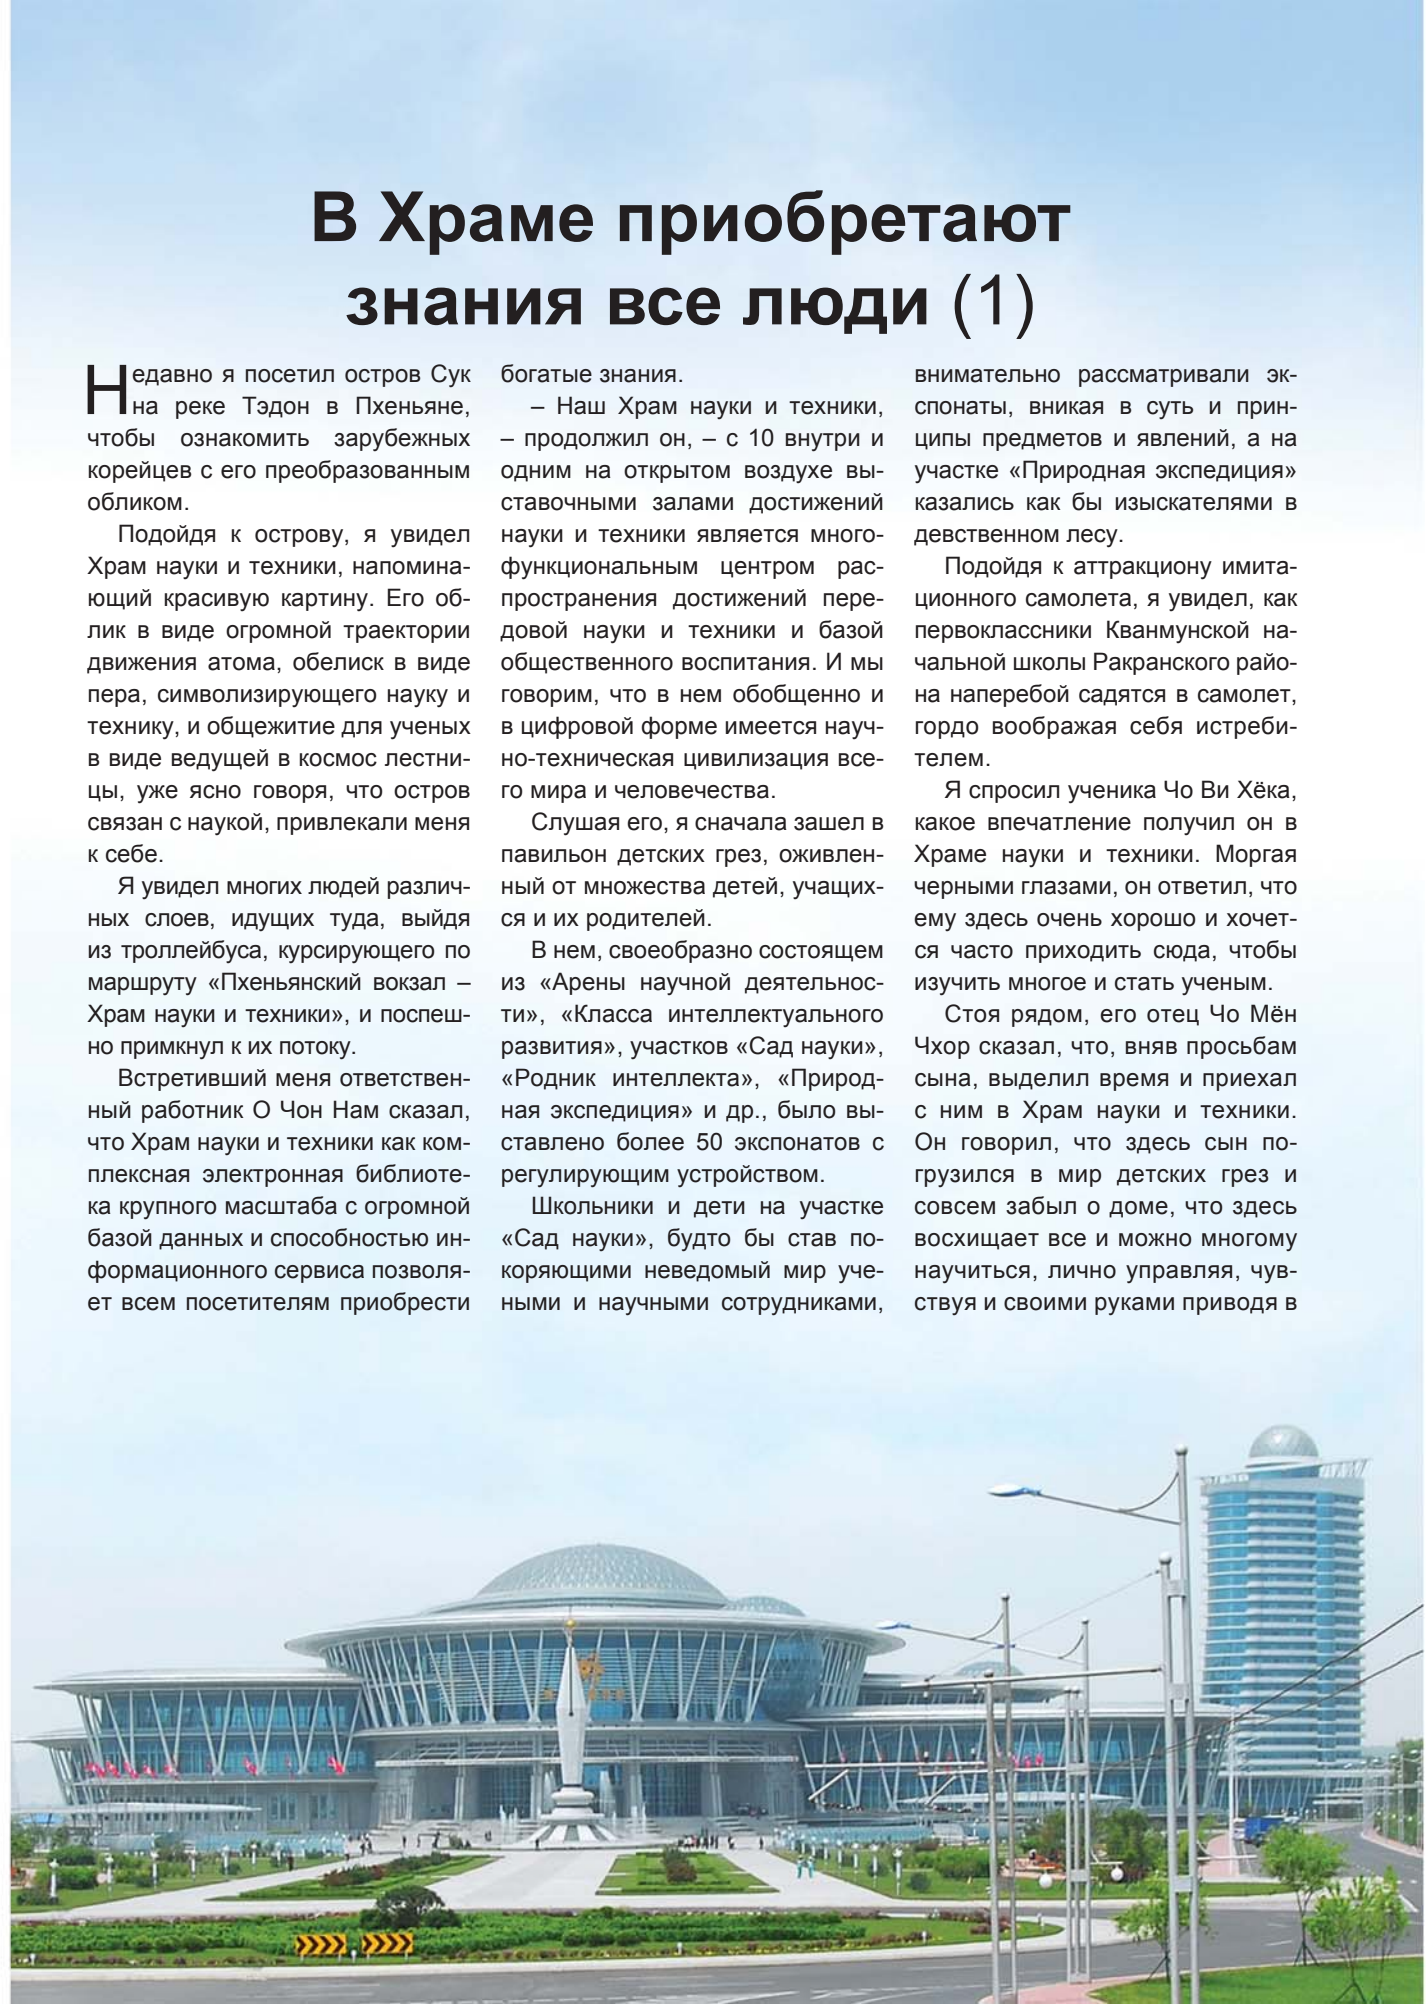 В Храме приобретают
знания все люди (1)
Недавно я посетил остров Сук
на реке Тэдон в Пхеньяне,
чтобы ознакомить зарубежных
корейцев с его преобразованным
обликом.
Подойдя к острову, я увидел
Храм науки и техники, напомина-
ющий красивую картину. Его об-
лик в виде огромной траектории
движения атома, обелиск в виде
пера, символизирующего науку и
технику, и общежитие для ученых
в виде ведущей в космос лестни-
цы, уже ясно говоря, что остров
связан с наукой, привлекали меня
к себе.
Я увидел многих людей различ-
ных слоев, идущих туда, выйдя
из троллейбуса, курсирующего по
маршруту «Пхеньянский вокзал –
Храм науки и техники», и поспеш-
но примкнул к их потоку.
Встретивший меня ответствен-
ный работник О Чон Нам сказал,
что Храм науки и техники как ком-
плексная электронная библиоте-
ка крупного масштаба с огромной
базой данных и способностью ин-
формационного сервиса позволя-
ет всем посетителям приобрести
богатые знания.
– Наш Храм науки и техники,
– продолжил он, – с 10 внутри и
одним на открытом воздухе вы-
ставочными залами достижений
науки и техники является много-
функциональным центром рас-
пространения достижений пере-
довой науки и техники и базой
общественного воспитания. И мы
говорим, что в нем обобщенно и
в цифровой форме имеется науч-
но-техническая цивилизация все-
го мира и человечества.
Слушая его, я сначала зашел в
павильон детских грез, оживлен-
ный от множества детей, учащих-
ся и их родителей.
В нем, своеобразно состоящем
из «Арены научной деятельнос-
ти», «Класса интеллектуального
развития», участков «Сад науки»,
«Родник интеллекта», «Природ-
ная экспедиция» и др., было вы-
ставлено более 50 экспонатов с
регулирующим устройством.
Школьники и дети на участке
«Сад науки», будто бы став по-
коряющими неведомый мир уче-
ными и научными сотрудниками,
внимательно рассматривали эк-
спонаты, вникая в суть и прин-
ципы предметов и явлений, а на
участке «Природная экспедиция»
казались как бы изыскателями в
девственном лесу.
Подойдя к аттракциону имита-
ционного самолета, я увидел, как
первоклассники Кванмунской на-
чальной школы Ракранского райо-
на наперебой садятся в самолет,
гордо воображая себя истреби-
телем.
Я спросил ученика Чо Ви Хёка,
какое впечатление получил он в
Храме науки и техники. Моргая
черными глазами, он ответил, что
ему здесь очень хорошо и хочет-
ся часто приходить сюда, чтобы
изучить многое и стать ученым.
Стоя рядом, его отец Чо Мён
Чхор сказал, что, вняв просьбам
сына, выделил время и приехал
с ним в Храм науки и техники.
Он говорил, что здесь сын по-
грузился в мир детских грез и
совсем забыл о доме, что здесь
восхищает все и можно многому
научиться, лично управляя, чув-
ствуя и своими руками приводя в